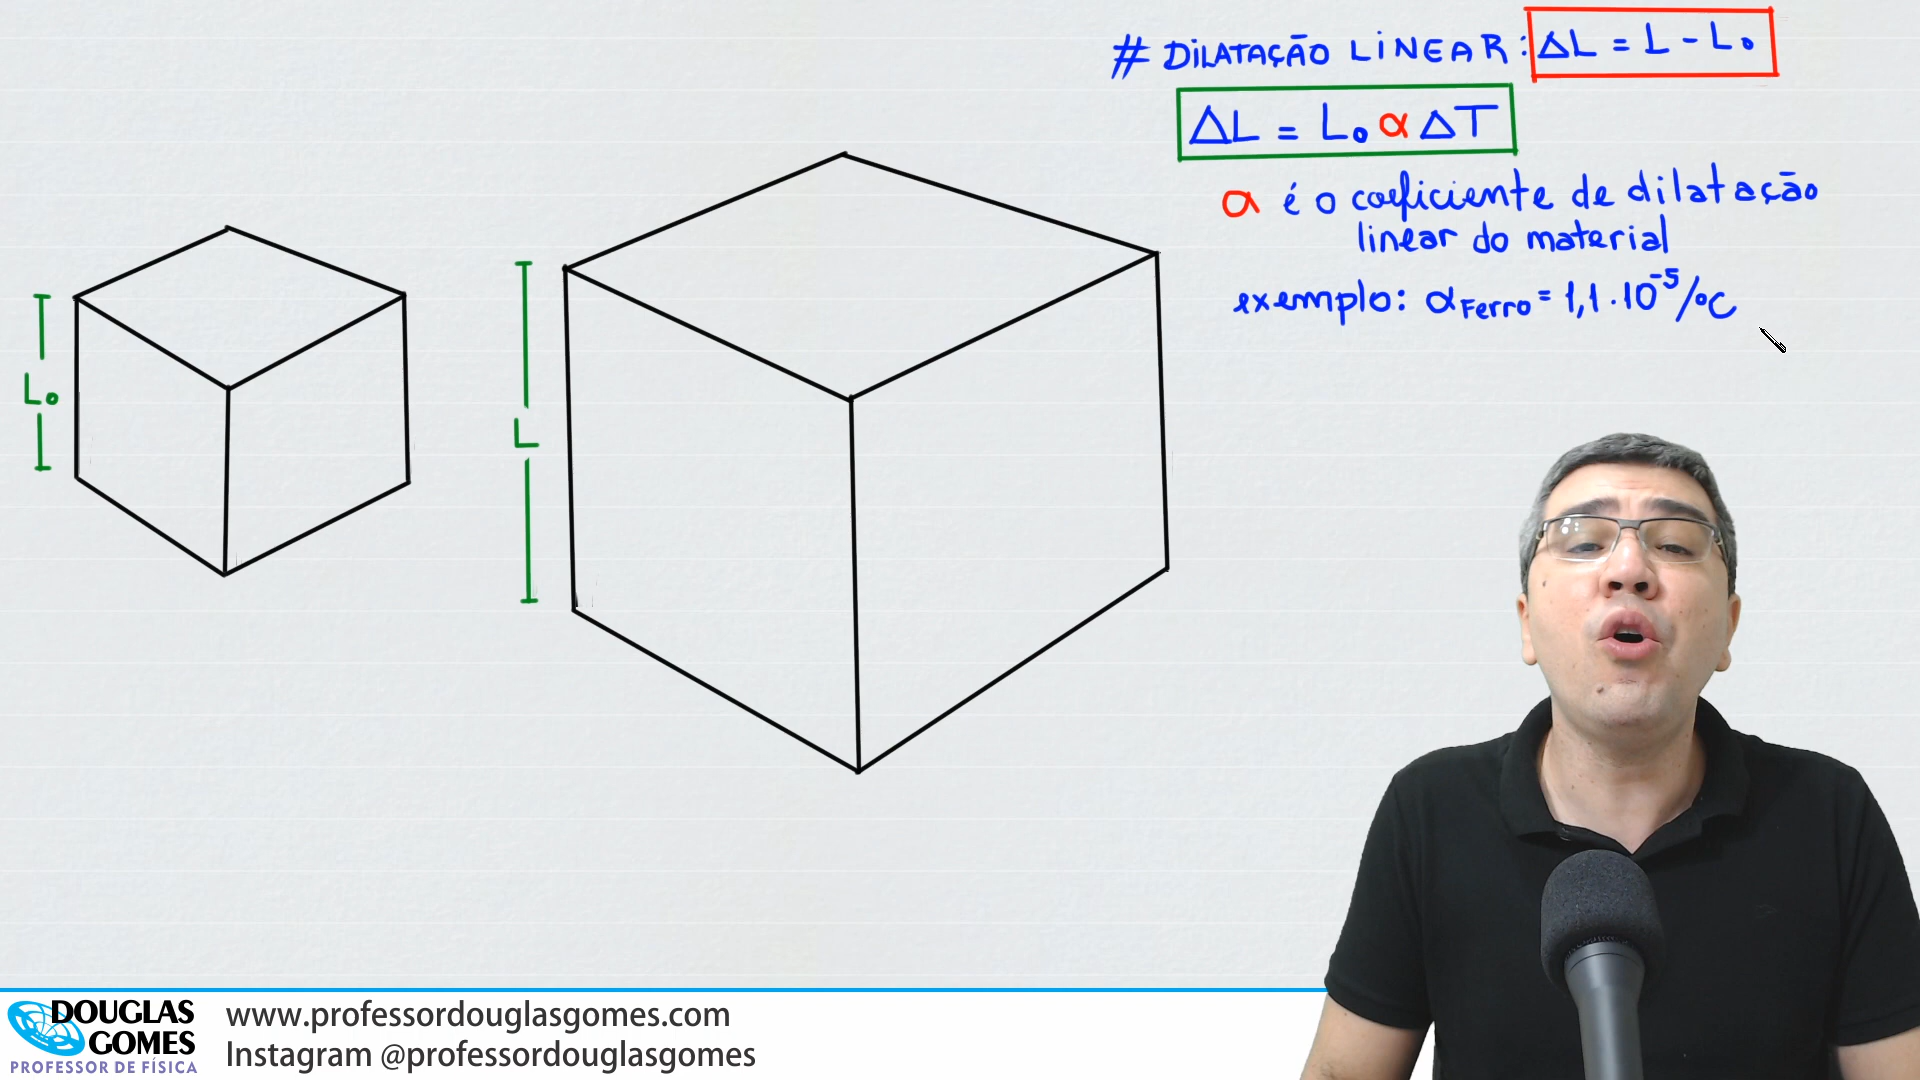 # DILATAÇÃO LINEAR: ΔL = L - L₀
ΔL = L₀ α ΔT
α é o coeficiente de dilatação
linear do material
exemplo: α Ferro = 1,1 . 10⁻⁵/°C
L₀
L
DOUGLAS
GOMES
PROFESSOR DE FÍSICA
www.professordouglasgomes.com
Instagram @professordouglasgomes